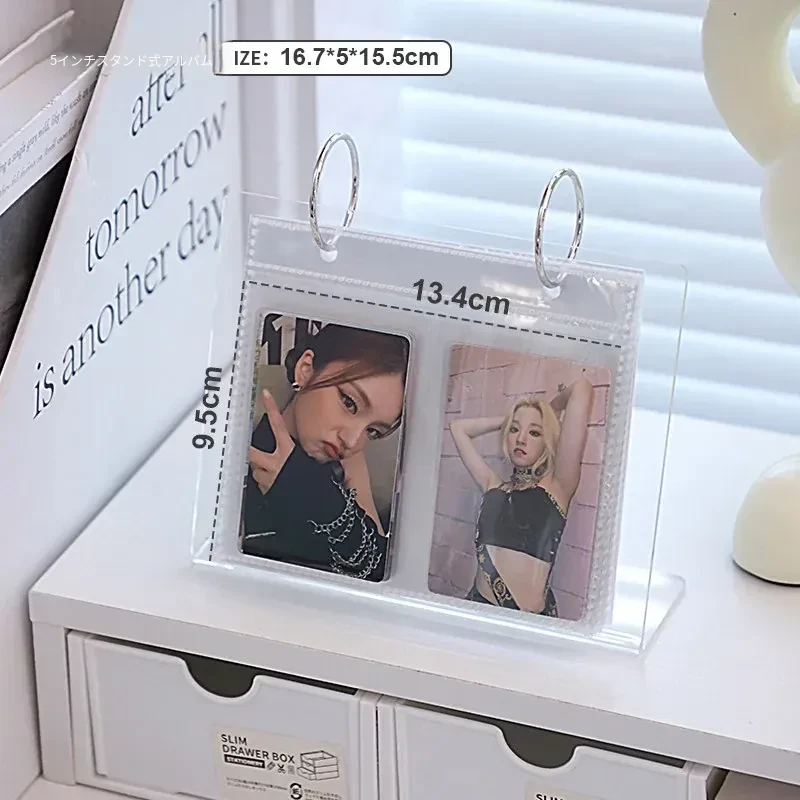 5インチスタンド式アルバム
IZE: 16.7*5*15.5cm
after all
tomorrow
is another day
13.4cm
9.5cm
SLIM
DRAWER BOX
STATIONERY
SLIM